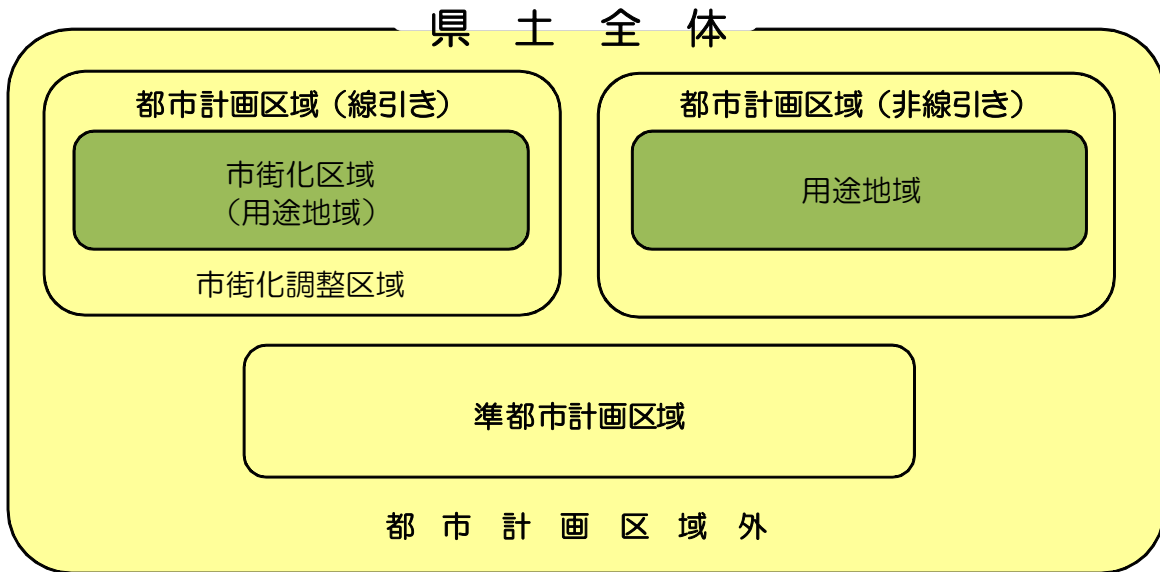 県土全体
都市計画区域（線引き）
市街化区域
（用途地域）
市街化調整区域
都市計画区域（非線引き）
用途地域
準都市計画区域
都市計画区域外